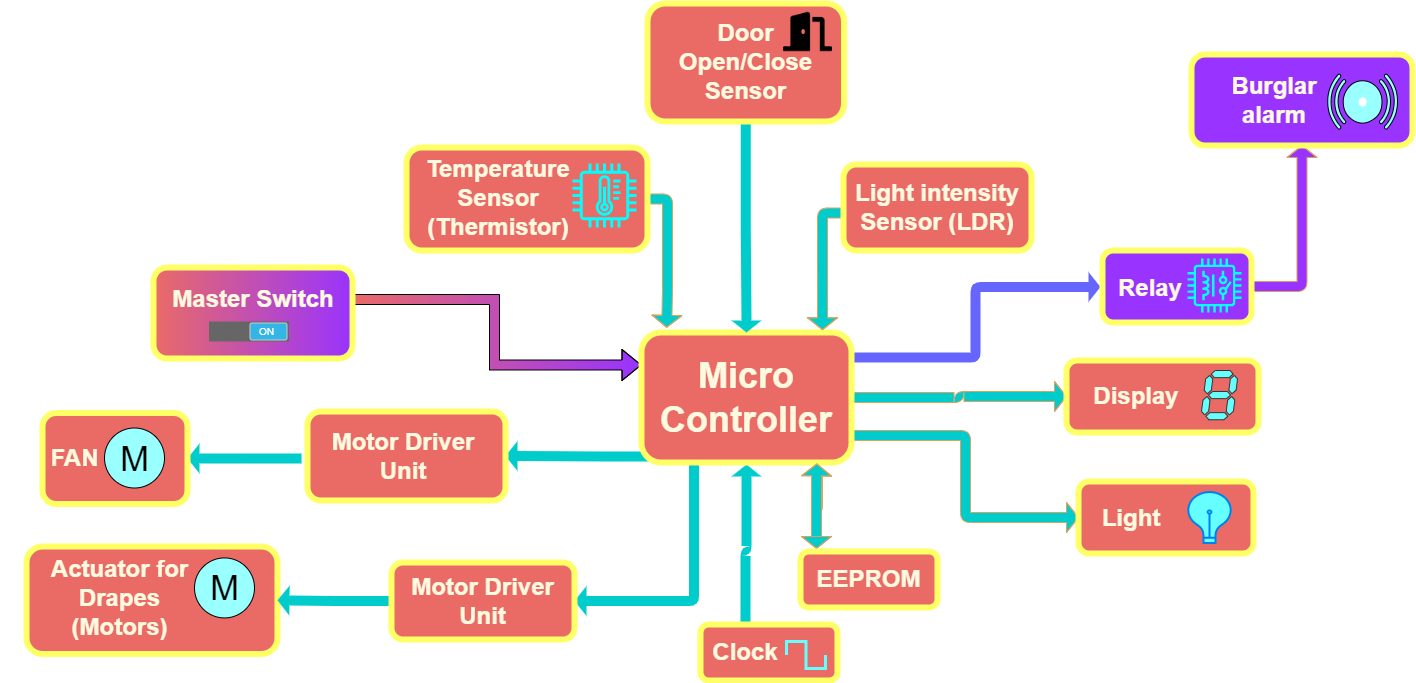 Door
Open/Close
Sensor
Burglar
alarm
Temperature
Sensor
(Thermistor)
Light intensity
Sensor (LDR)
Master Switch
ON
Relay
Micro
Controller
Display
FAN
M
Motor Driver
Unit
Light
Actuator for
Drapes
(Motors)
M
Motor Driver
Unit
EEPROM
Clock